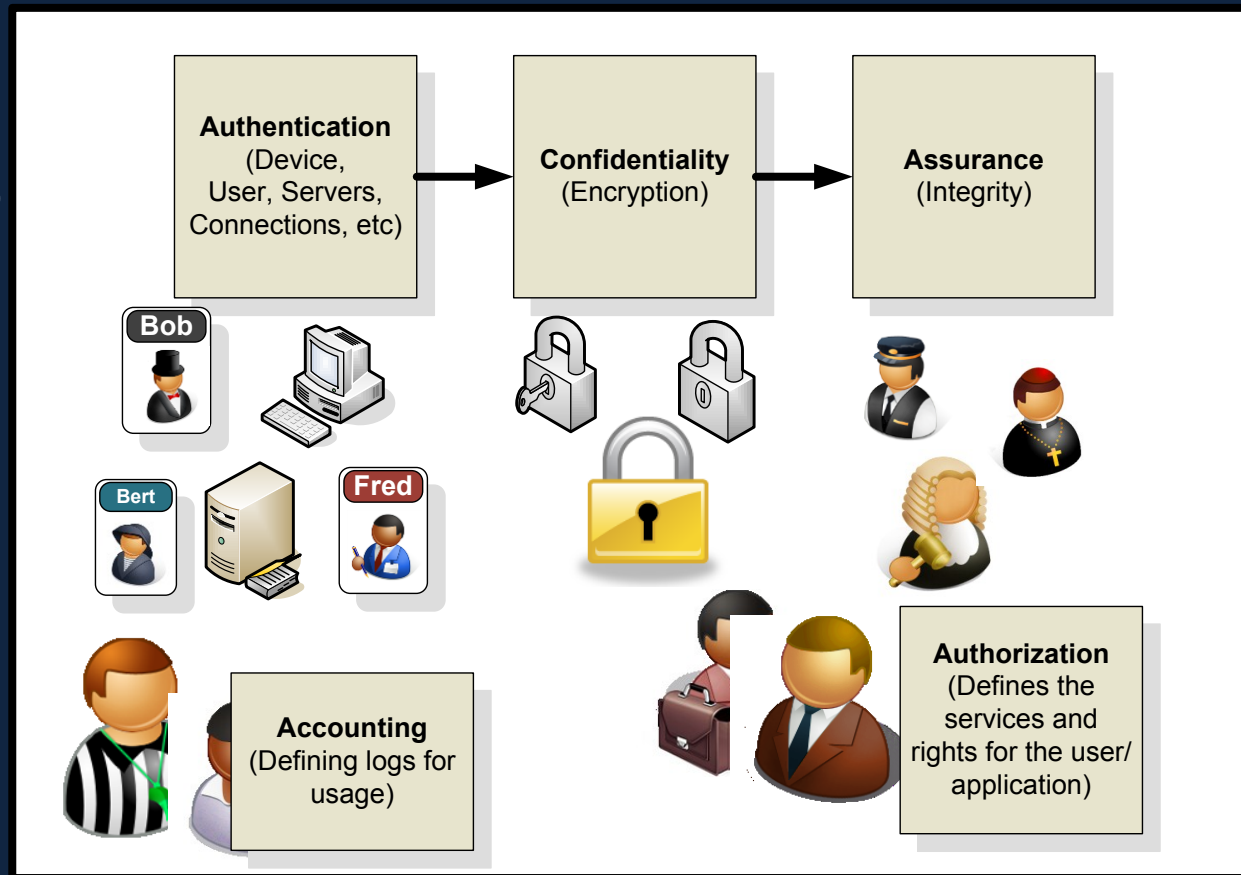 Authentication
(Device,
User, Servers,
Connections, etc)
Confidentiality
(Encryption)
Assurance
(Integrity)
Bob
Bert
Fred
Accounting
(Defining logs for
usage)
Authorization
(Defines the
services and
rights for the user/
application)